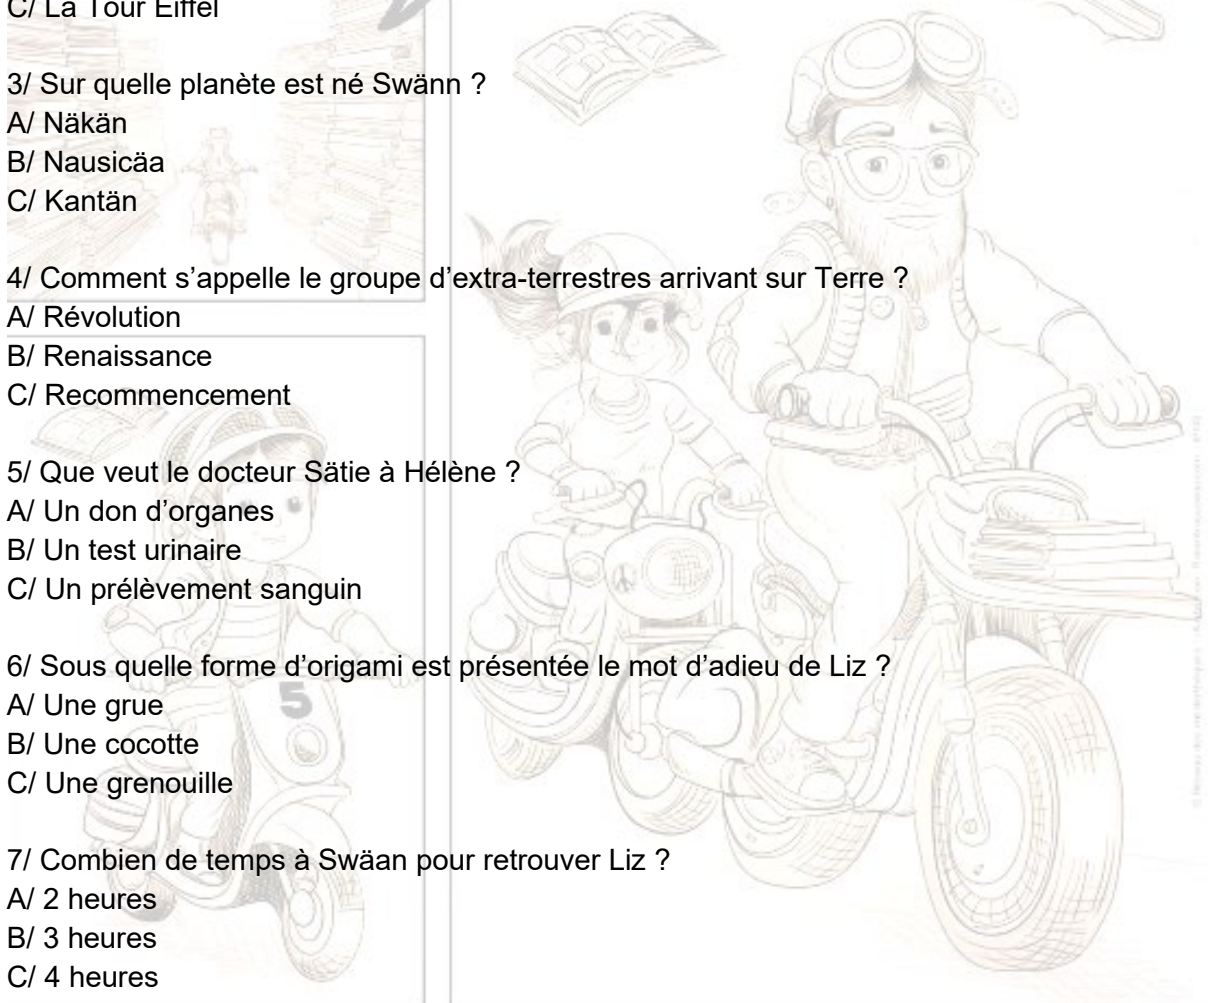 C/ La Tour Eiffel
3/ Sur quelle planète est né Swänn ?
A/ Näkän
B/ Nausicäa
C/ Kantän
4/ Comment s’appelle le groupe d’extra-terrestres arrivant sur Terre ?
A/ Révolution
B/ Renaissance
C/ Recommencement
5/ Que veut le docteur Sätie à Hélène ?
A/ Un don d’organes
B/ Un test urinaire
C/ Un prélèvement sanguin
6/ Sous quelle forme d’origami est présentée le mot d’adieu de Liz ?
A/ Une grue
B/ Une cocotte
C/ Une grenouille
5
7/ Combien de temps à Swäan pour retrouver Liz ?
A/ 2 heures
B/ 3 heures
C/ 4 heures